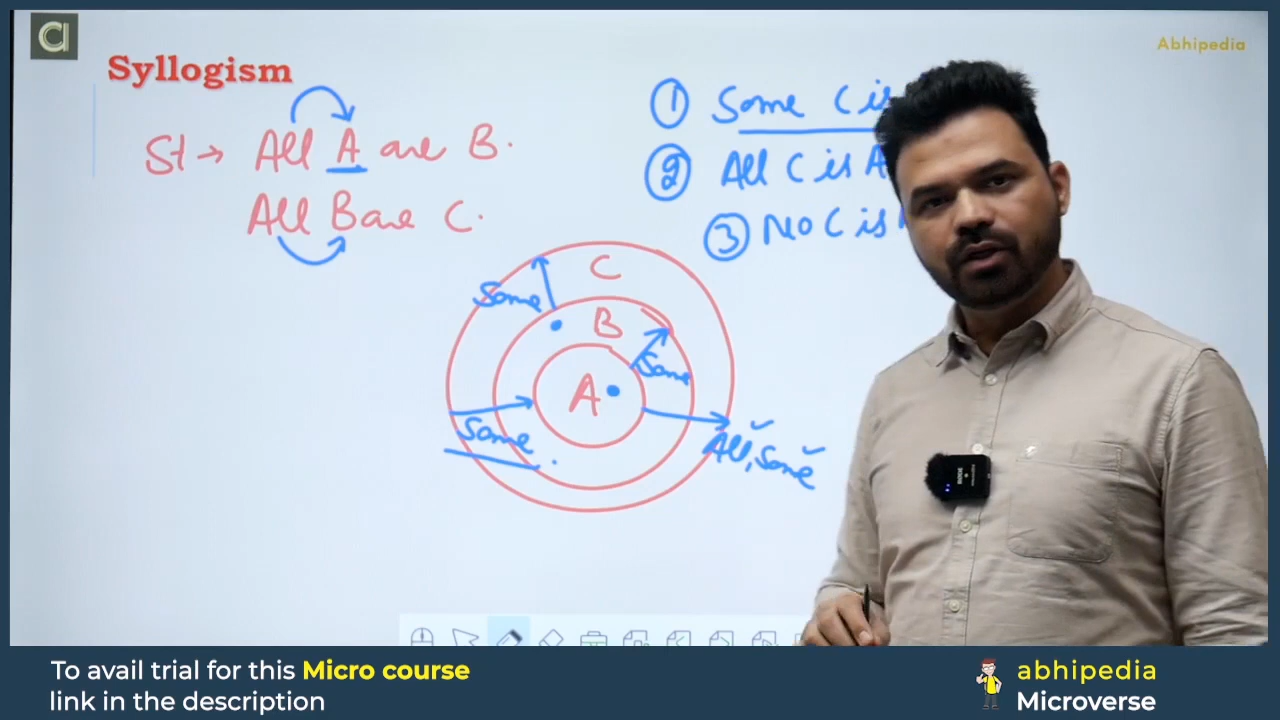 Abhipedia
Syllogism
St → All A are B.
All B are C.
① Some C is
② All C is A
③ No C is
C
Some
B
Some
A
Some
All, Some
To avail trial for this Micro course
link in the description
abhipedia
Microverse